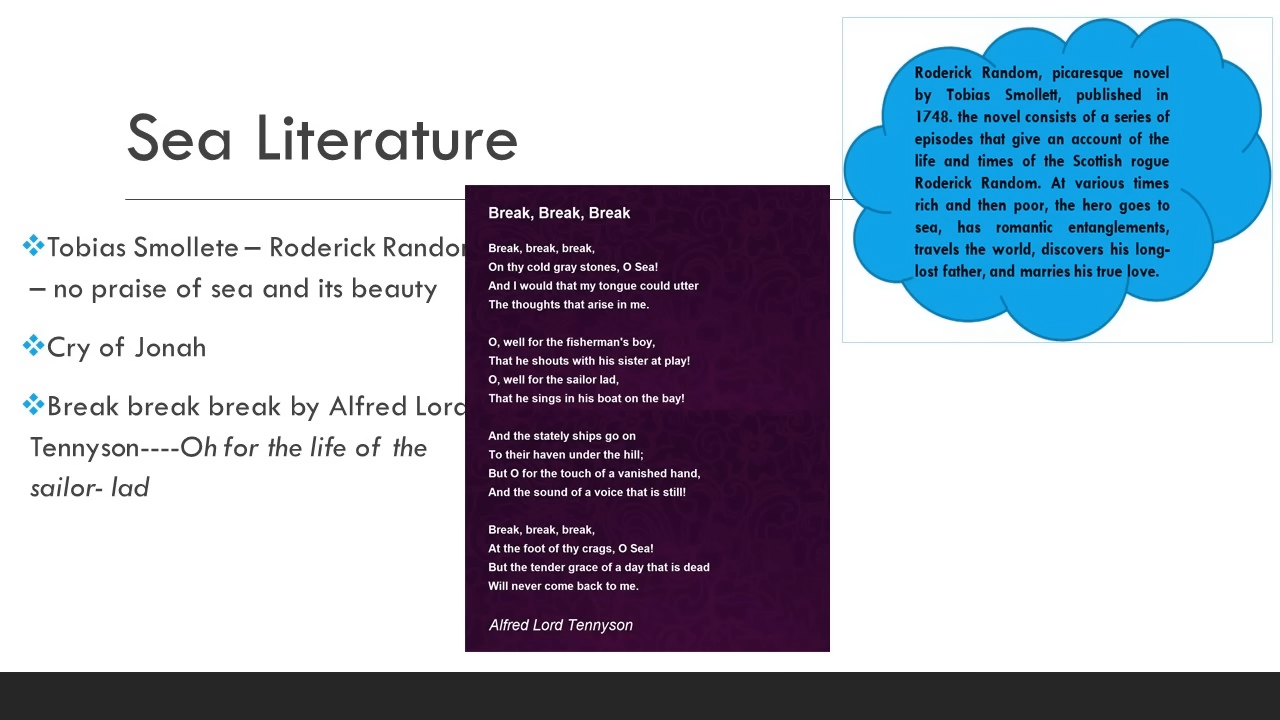 Sea Literature
Tobias Smollete – Roderick Random
– no praise of sea and its beauty
Cry of Jonah
Break break break by Alfred Lord
Tennyson----Oh for the life of the
sailor- lad
Break, Break, Break
Break, break, break,
On thy cold gray stones, O Sea!
And I would that my tongue could utter
The thoughts that arise in me.
O, well for the fisherman's boy,
That he shouts with his sister at play!
O, well for the sailor lad,
That he sings in his boat on the bay!
And the stately ships go on
To their haven under the hill;
But O for the touch of a vanished hand,
And the sound of a voice that is still!
Break, break, break,
At the foot of thy crags, O Sea!
But the tender grace of a day that is dead
Will never come back to me.
Alfred Lord Tennyson
Roderick Random, picaresque novel
by Tobias Smollett, published in
1748. the novel consists of a series of
episodes that give an account of the
life and times of the Scottish rogue
Roderick Random. At various times
rich and then poor, the hero goes to
sea, has romantic entanglements,
travels the world, discovers his long-
lost father, and marries his true love.